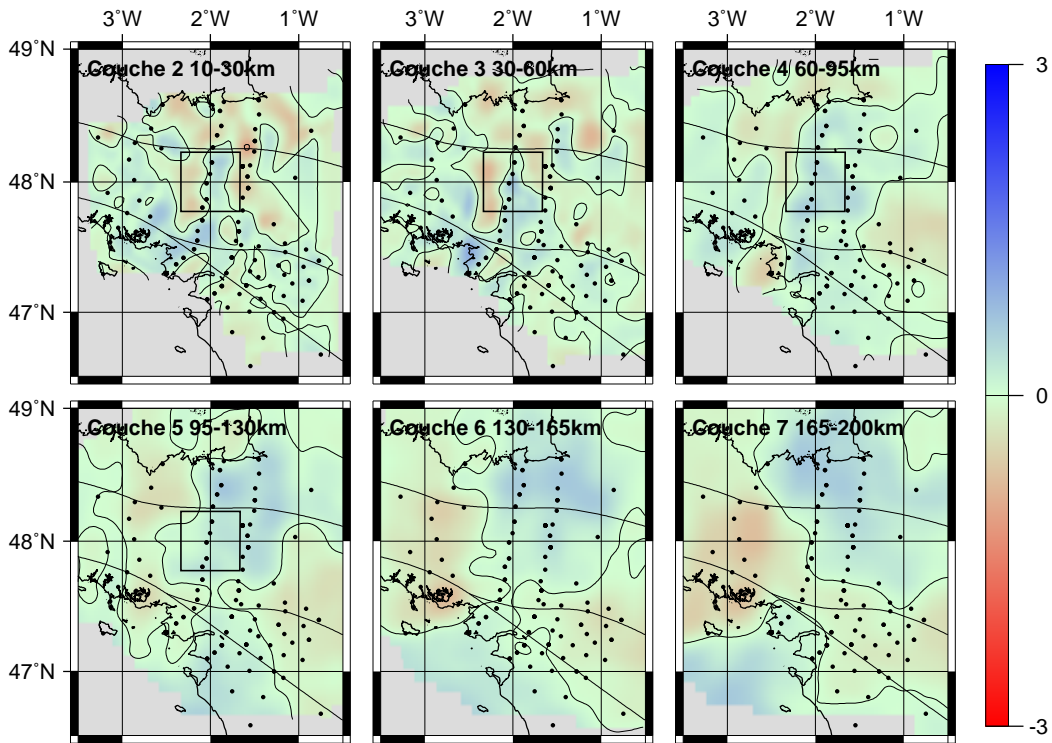 3˚W 2˚W 1˚W 3˚W 2˚W 1˚W 3˚W 2˚W 1˚W
49˚N
Couche 2 10-30km
Couche 3 30-60km
Couche 4 60-95km
3
48˚N
47˚N
0
49˚N
Couche 5 95-130km
Couche 6 130-165km
Couche 7 165-200km
48˚N
47˚N
-3